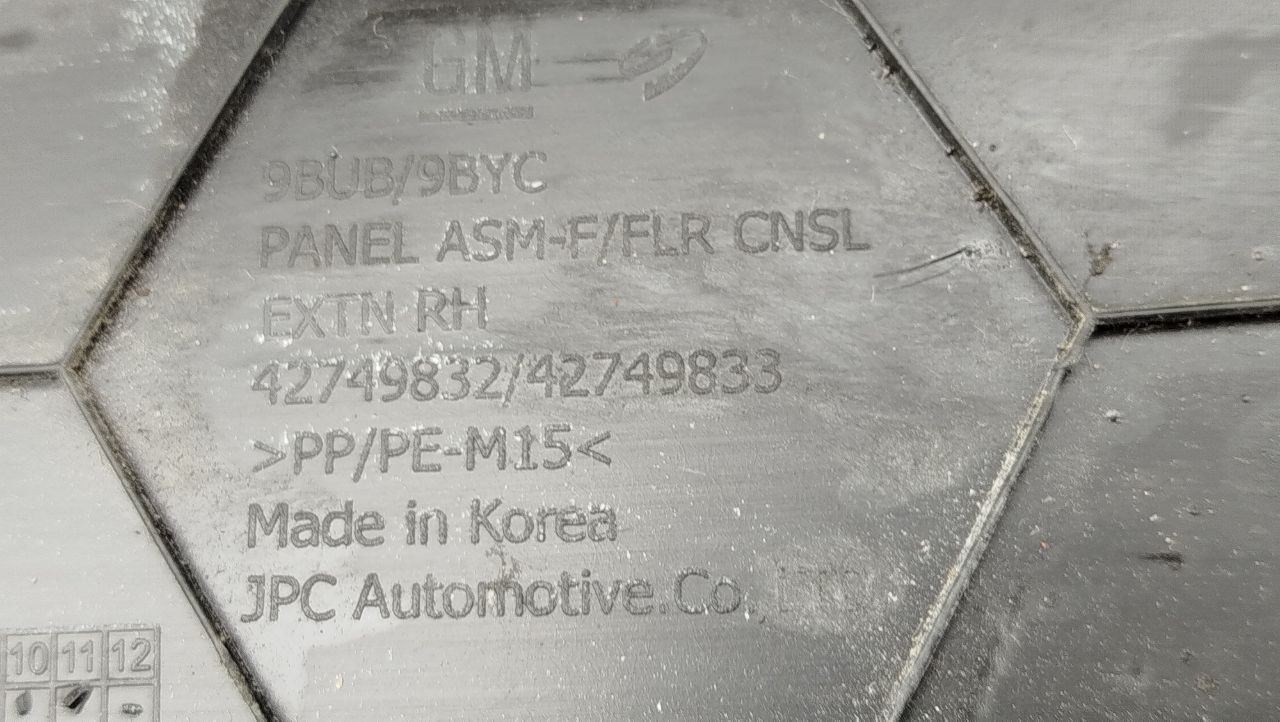 GM
9BUB/9BYC
PANEL ASM-F/FLR CNSL
EXTN RH
42749832/42749833
>PP/PE-M15<
Made in Korea
JPC Automotive.Co, LTD
10 11 12